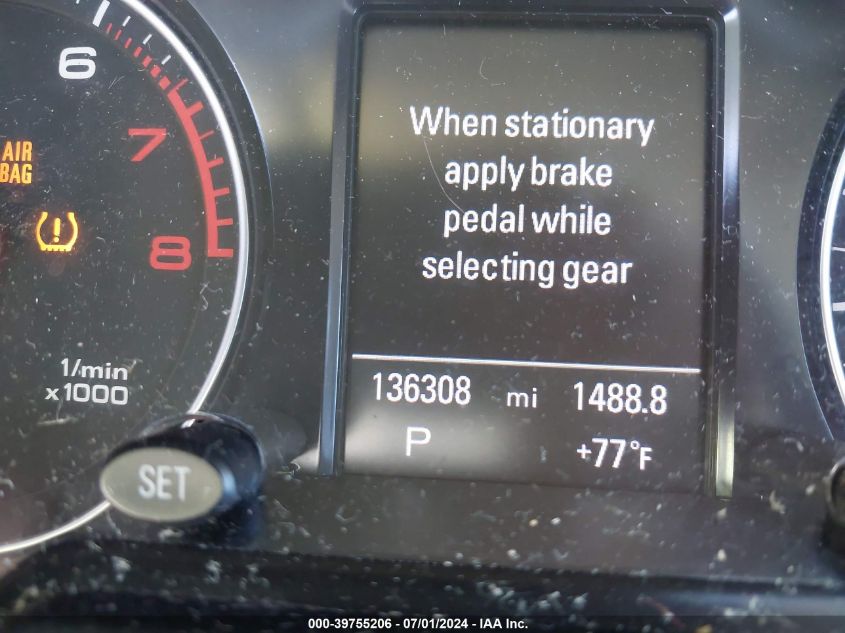 6
7
8
AIR
BAG
1/min
x1000
SET
When stationary
apply brake
pedal while
selecting gear
136308 mi 1488.8
P +77°F
000-39755206 - 07/01/2024 - IAA Inc.